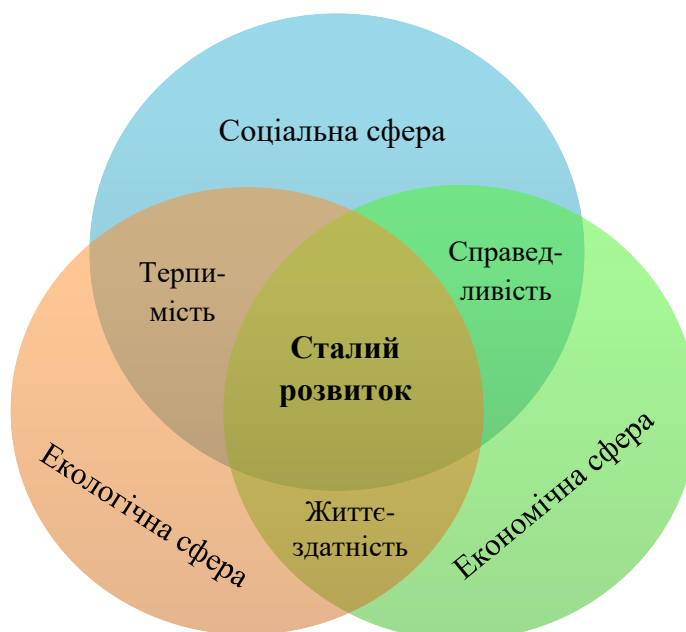 Соціальна сфера
Терпи-
мість
Справед-
ливість
Сталий
розвиток
Екологічна сфера
Життє-
здатність
Економічна сфера